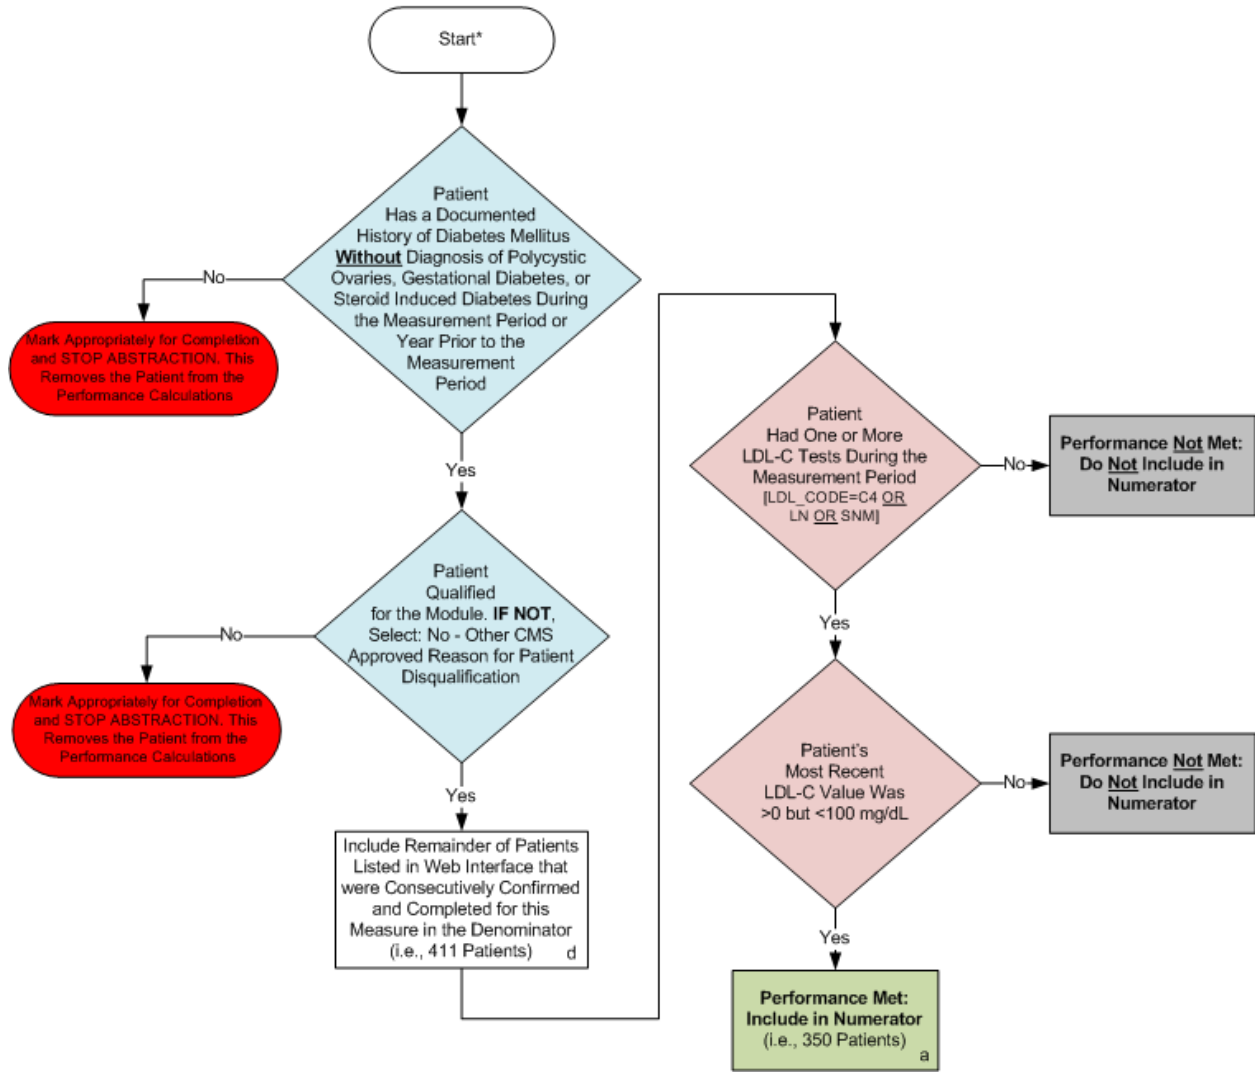 Start*
Patient
Has a Documented
History of Diabetes Mellitus
Without Diagnosis of Polycystic
Ovaries, Gestational Diabetes, or
Steroid Induced Diabetes During
the Measurement Period or
Year Prior to the
Measurement
Period
No
Mark Appropriately for Completion
and STOP ABSTRACTION. This
Removes the Patient from the
Performance Calculations
Yes
Patient
Qualified
for the Module. IF NOT,
Select: No - Other CMS
Approved Reason for Patient
Disqualification
No
Mark Appropriately for Completion
and STOP ABSTRACTION. This
Removes the Patient from the
Performance Calculations
Yes
Include Remainder of Patients
Listed in Web Interface that
were Consecutively Confirmed
and Completed for this
Measure in the Denominator
(i.e., 411 Patients)
d
Patient
Had One or More
LDL-C Tests During the
Measurement Period
[LDL_CODE=C4 OR
LN OR SNM]
No
Performance Not Met:
Do Not Include in
Numerator
Yes
Patient's
Most Recent
LDL-C Value Was
>0 but <100 mg/dL
No
Performance Not Met:
Do Not Include in
Numerator
Yes
Performance Met:
Include in Numerator
(i.e., 350 Patients)
a